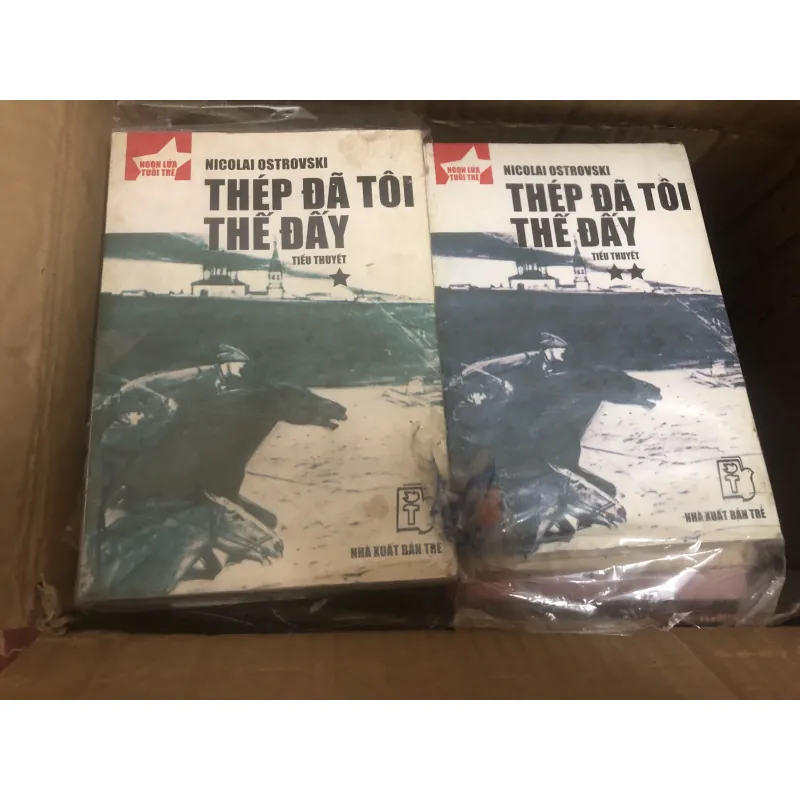 NGỌN LỬA
TUỔI TRẺ
NICOLAI OSTROVSKI
THÉP ĐÃ TÔI
THẾ ĐẤY
TIỂU THUYẾT
T
NHÀ XUẤT BẢN TRẺ
NGỌN LỬA
TUỔI TRẺ
NICOLAI OSTROVSKI
THÉP ĐÃ TÔI
THẾ ĐẤY
TIỂU THUYẾT
T
NHÀ XUẤT BẢN TRẺ